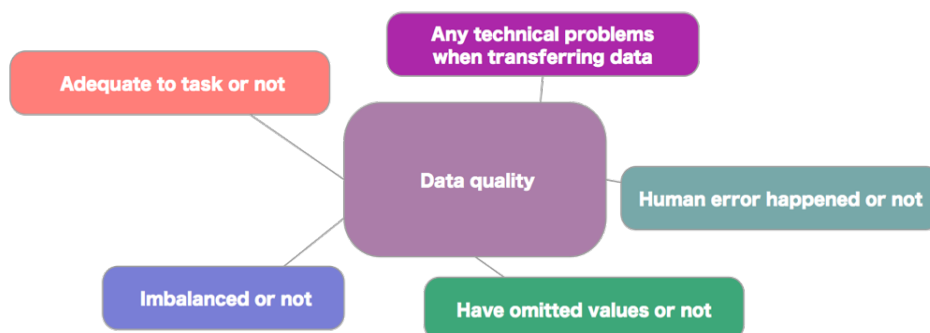 Any technical problems
when transferring data
Adequate to task or not
Data quality
Human error happened or not
Imbalanced or not
Have omitted values or not